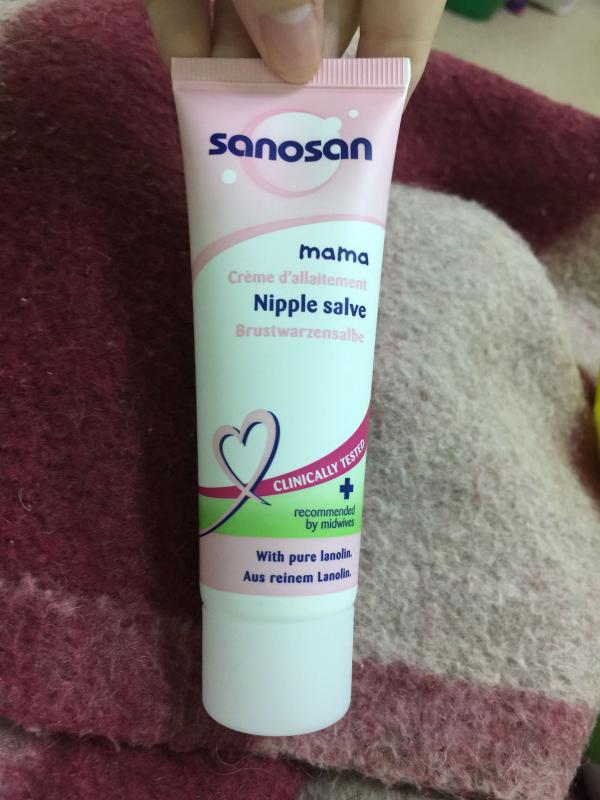 sanosan
mama
Crème d'allaitement
Nipple salve
Brustwarzensalbe
CLINICALLY TESTED
recommended
by midwives
With pure lanolin.
Aus reinem Lanolin.